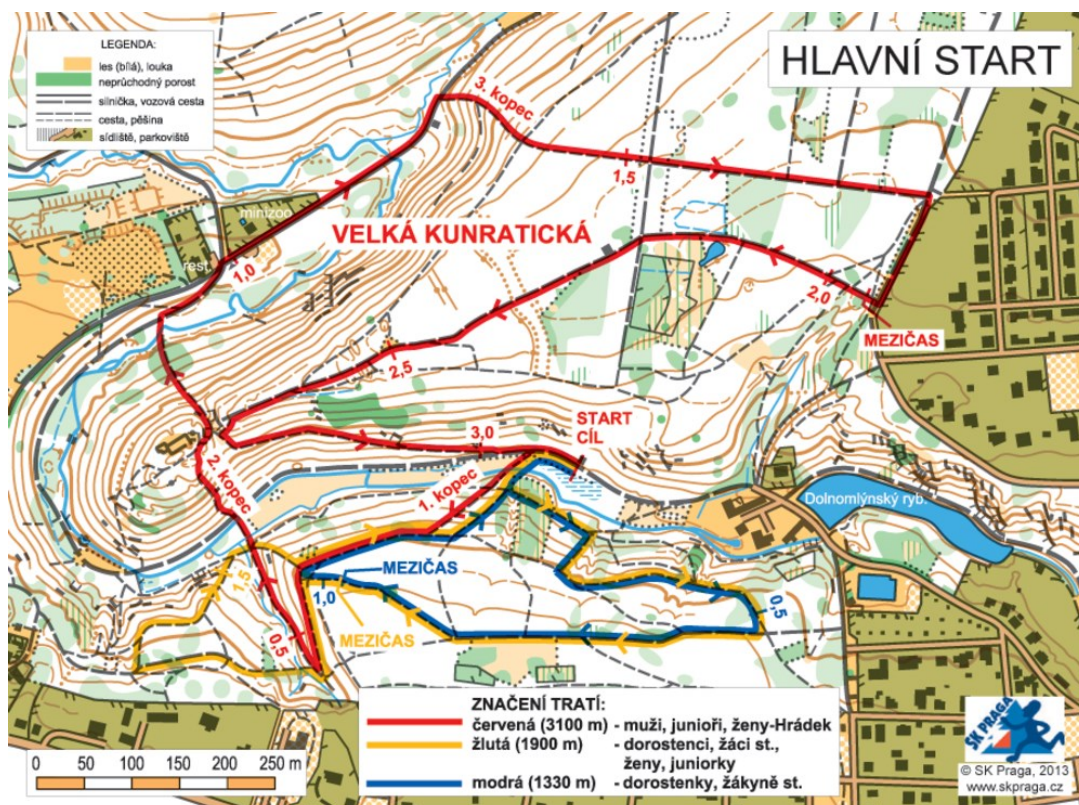 LEGENDA:
les (bílá), louka
neprůchodný porost
silnička, vozová cesta
cesta, pěšina
sídliště, parkoviště
HLAVNÍ START
3. kopec
1,5
minizoo
rest.
1,0
VELKÁ KUNRATICKÁ
2,0
MEZIČAS
2,5
START
CÍL
3,0
2. kopec
1. kopec
Dolnomlýnský ryb.
MEZIČAS
1,0
MEZIČAS
1,5
0,5
0,5
ZNAČENÍ TRATÍ:
červená (3100 m) - muži, junioři, ženy-Hrádek
žlutá (1900 m) - dorostenci, žáci st.,
ženy, juniorky
modrá (1330 m) - dorostenky, žákyně st.
0 50 100 150 200 250 m
SK PRAGA
© SK Praga, 2013
www.skpraga.cz